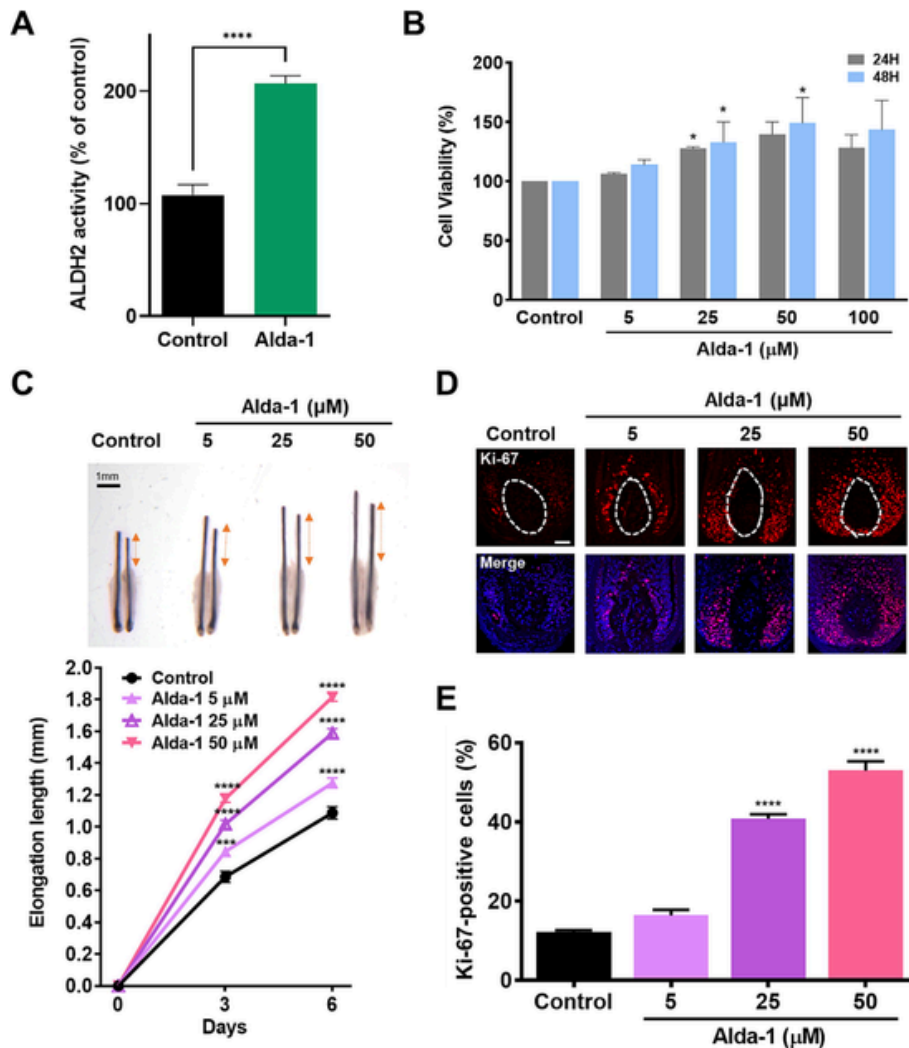 A
ALDH2 activity (% of control)
200
100
0
****
Control Alda-1
B
Cell Viability (%)
200
150
100
50
0
24H
48H
* * *
Control 5 25 50 100
Alda-1 (μM)
C
Alda-1 (μM)
Control 5 25 50
1mm
Elongation length (mm)
2.0
1.8
1.6
1.4
1.2
1.0
0.8
0.6
0.4
0.2
0.0
Control
Alda-1 5 μM
Alda-1 25 μM
Alda-1 50 μM
****
****
****
****
****
***
0 3 6
Days
D
Alda-1 (μM)
Control 5 25 50
Ki-67
Merge
E
Ki-67-positive cells (%)
60
40
20
0
****
****
Control 5 25 50
Alda-1 (μM)